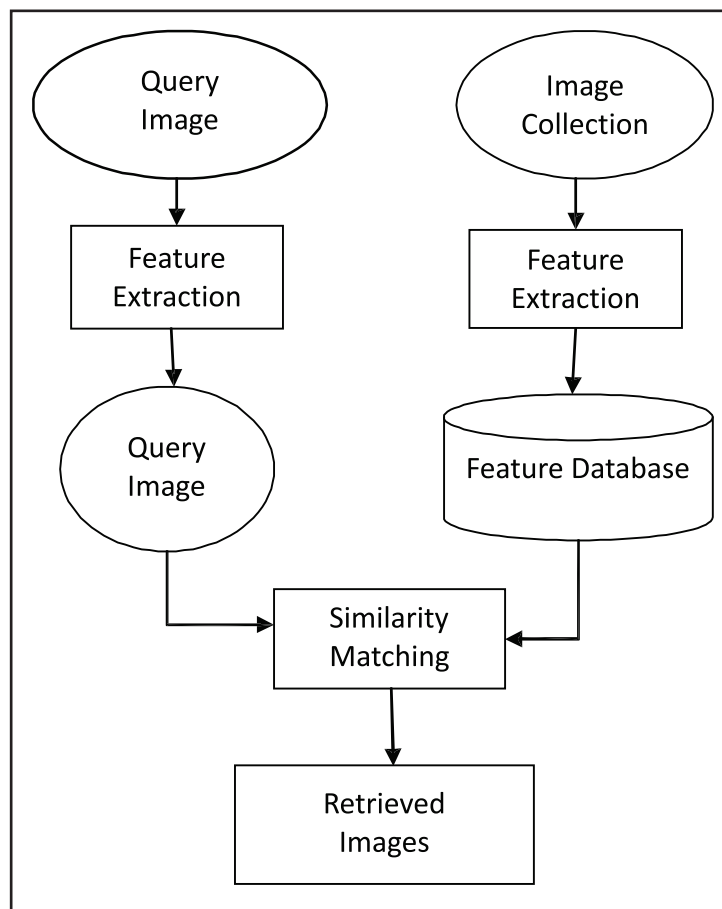 Query
Image
Image
Collection
Feature
Extraction
Feature
Extraction
Query
Image
Feature Database
Similarity
Matching
Retrieved
Images